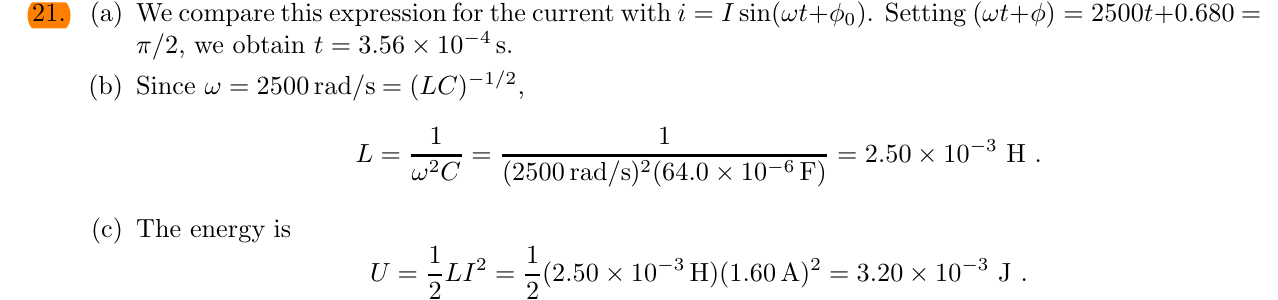 21. (a) We compare this expression for the current with i = I sin(ωt+ϕ₀). Setting (ωt+ϕ) = 2500t+0.680 =
π/2, we obtain t = 3.56 × 10⁻⁴ s.
(b) Since ω = 2500 rad/s = (LC)⁻¹/², 
L = 1/(ω²C) = 1/((2500 rad/s)²(64.0 × 10⁻⁶ F)) = 2.50 × 10⁻³ H .
(c) The energy is
U = 1/2 LI² = 1/2 (2.50 × 10⁻³ H)(1.60 A)² = 3.20 × 10⁻³ J .